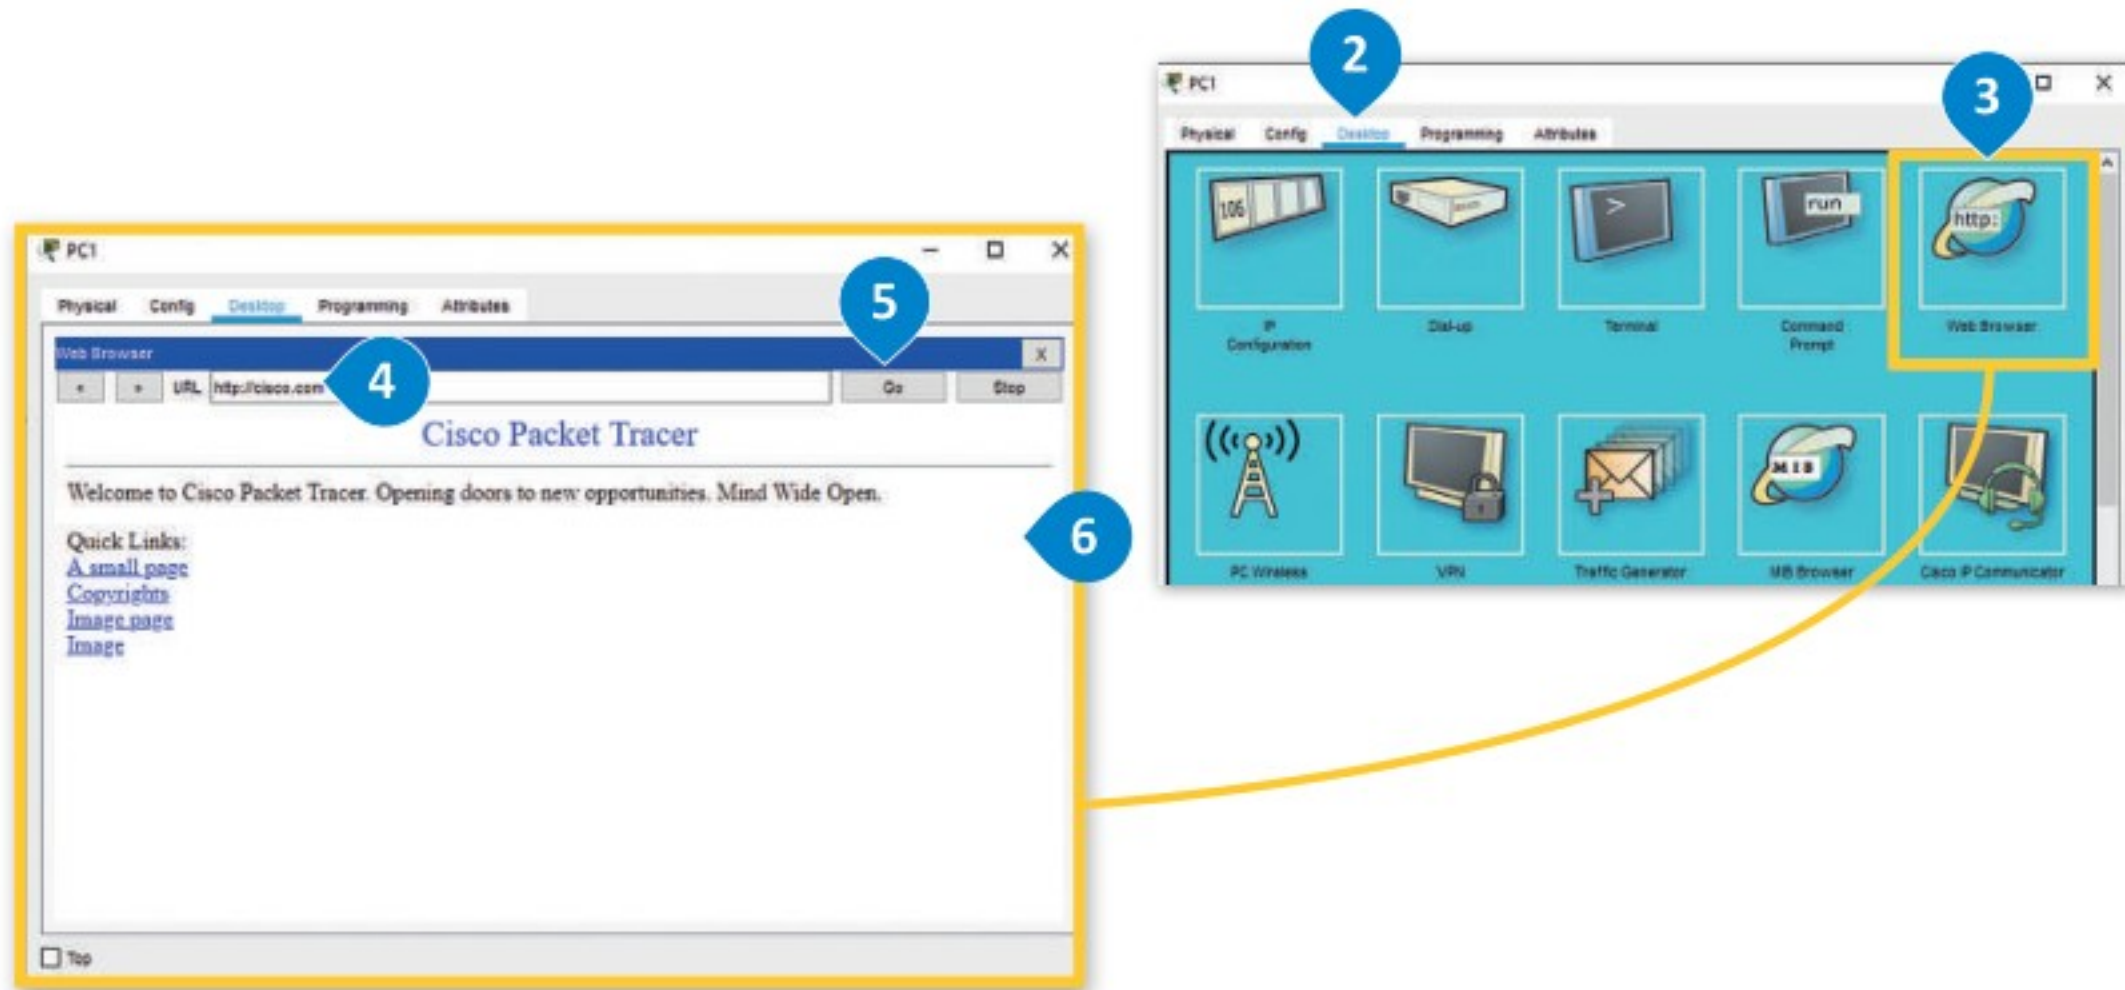 2
PC1
3
Physical Config Desktop Programming Attributes
106
>
run
http:
IP
Configuration
Dial-up
Terminal
Command
Prompt
Web Browser
MIB
PC Wireless
VPN
Traffic Generator
MIB Browser
Cisco IP Communicator
PC1
5
Physical Config Desktop Programming Attributes
Web Browser
X
< > URL http://cisco.com
4
Go
Stop
Cisco Packet Tracer
Welcome to Cisco Packet Tracer. Opening doors to new opportunities. Mind Wide Open.
6
Quick Links:
A small page
Copyrights
Image page
Image
Top